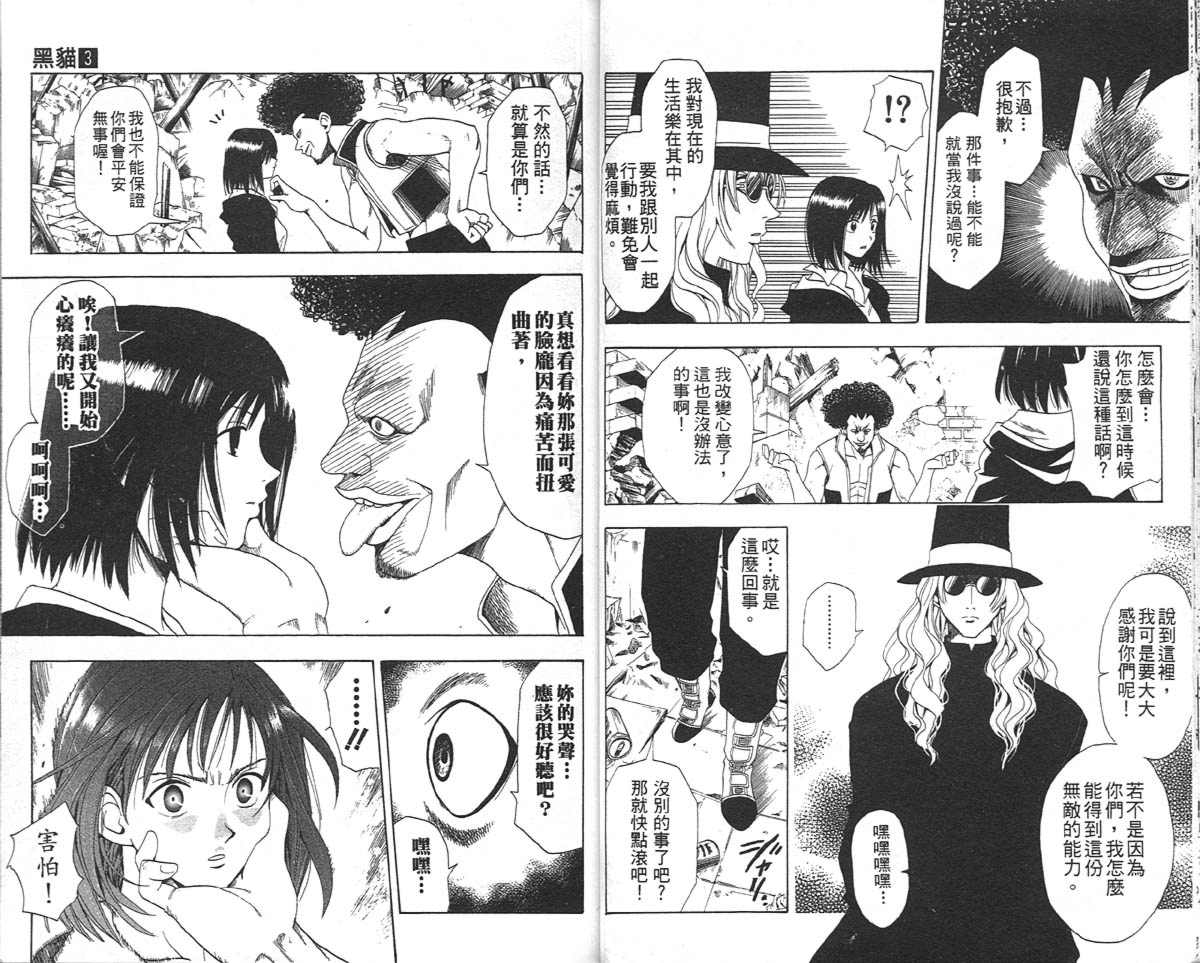 不過…
很抱歉，
那件事…能不能
就當我沒說過呢？
!?
我對現在的
生活樂在其中，
要我跟別人一起
行動，難免會
覺得麻煩。
怎麼會…
你怎麼到這時候
還說這種話啊？
我改變心意了，
這也是沒辦法
的事啊！
說到這裡，
我可是要大大
感謝你們呢！
若不是因為
你們，我怎麼
能得到這份
無敵的能力。
嘿嘿嘿嘿…
…………
哎…就是
這麼回事。
沒別的事了吧？
那就快點滾吧！
ジャリ
黑貓3
不然的話…
就算是你們…
我也不能保證
你們會平安
無事喔！
真想看看妳那張可愛
的臉龐因為痛苦而扭
曲著，
唉！讓我又開始
心癢癢的呢……
呵呵呵…。
妳的哭聲…
應該很好聽吧？
嘿嘿…
……!!
害怕！